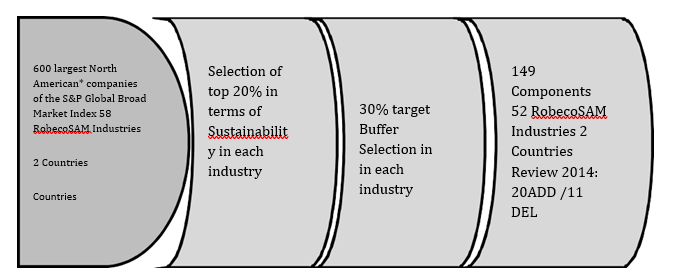 600 largest North
American* companies
of the S&P Global Broad
Market Index 58
RobecoSAM Industries
2 Countries
Countries
Selection of
top 20% in
terms of
Sustainabilit
y in each
industry
30% target
Buffer
Selection in
in each
industry
149
Components
52 RobecoSAM
Industries 2
Countries
Review 2014:
20ADD /11
DEL